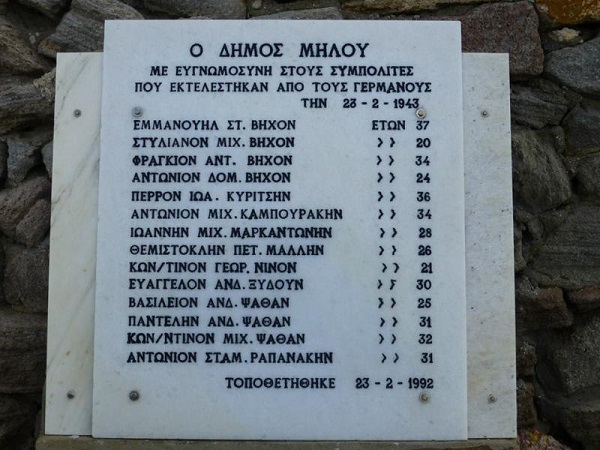 Ο ΔΗΜΟΣ ΜΗΛΟΥ
ΜΕ ΕΥΓΝΩΜΟΣΥΝΗ ΣΤΟΥΣ ΣΥΜΠΟΛΙΤΕΣ
ΠΟΥ ΕΚΤΕΛΕΣΤΗΚΑΝ ΑΠΟ ΤΟΥΣ ΓΕΡΜΑΝΟΥΣ
ΤΗΝ 23 - 2 - 1943
ΕΜΜΑΝΟΥΗΛ ΣΤ. ΒΗΧΟΝ ΕΤΩΝ 37
ΣΤΥΛΙΑΝΟΝ ΜΙΧ. ΒΗΧΟΝ >> 20
ΦΡΑΓΚΙΟΝ ΑΝΤ. ΒΗΧΟΝ >> 34
ΑΝΤΩΝΙΟΝ ΔΟΜ. ΒΗΧΟΝ >> 24
ΠΕΡΡΟΝ ΙΩΑ. ΚΥΡΙΤΣΗΝ >> 36
ΑΝΤΩΝΙΟΝ ΜΙΧ. ΚΑΜΠΟΥΡΑΚΗΝ >> 34
ΙΩΑΝΝΗΝ ΜΙΧ. ΜΑΡΚΑΝΤΩΝΗΝ >> 28
ΘΕΜΙΣΤΟΚΛΗΝ ΠΕΤ. ΜΑΛΛΗΝ >> 26
ΚΩΝ/ΤΙΝΟΝ ΓΕΩΡ. ΝΙΝΟΝ >> 21
ΕΥΑΓΓΕΛΟΝ ΑΝΔ. ΞΥΔΟΥΝ >> 30
ΒΑΣΙΛΕΙΟΝ ΑΝΔ. ΨΑΘΑΝ >> 25
ΠΑΝΤΕΛΗΝ ΑΝΔ. ΨΑΘΑΝ >> 31
ΚΩΝ/ΝΤΙΝΟΝ ΜΙΧ. ΨΑΘΑΝ >> 32
ΑΝΤΩΝΙΟΝ ΣΤΑΜ. ΡΑΠΑΝΑΚΗΝ >> 31
ΤΟΠΟΘΕΤΗΘΗΚΕ 23 - 2 - 1992